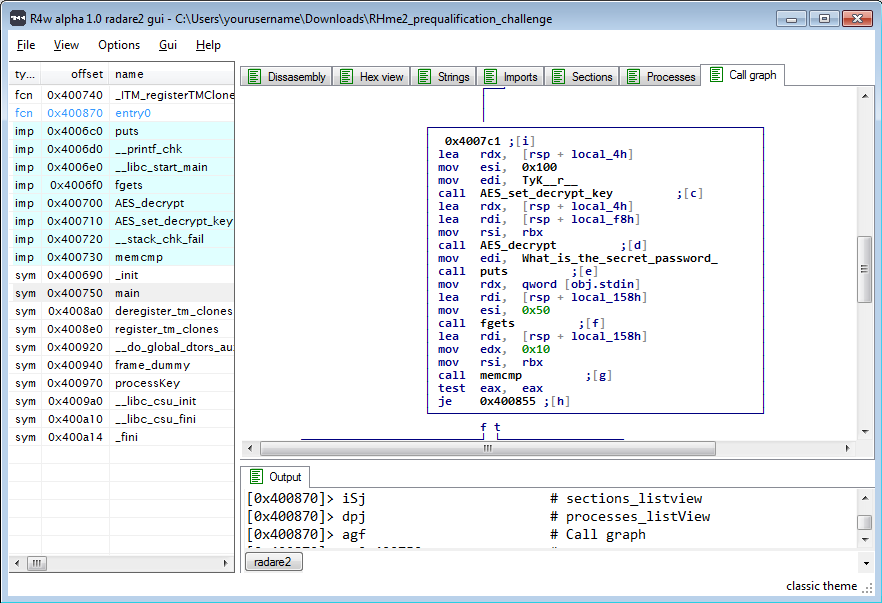 R4w alpha 1.0 radare2 gui - C:\Users\yourusername\Downloads\RHme2_prequalification_challenge
File View Options Gui Help
ty... offset name
fcn 0x400740 _ITM_registerTMClone
fcn 0x400870 entry0
imp 0x4006c0 puts
imp 0x4006d0 __printf_chk
imp 0x4006e0 __libc_start_main
imp 0x4006f0 fgets
imp 0x400700 AES_decrypt
imp 0x400710 AES_set_decrypt_key
imp 0x400720 __stack_chk_fail
imp 0x400730 memcmp
sym 0x400690 _init
sym 0x400750 main
sym 0x4008a0 deregister_tm_clones
sym 0x4008e0 register_tm_clones
sym 0x400920 __do_global_dtors_au
sym 0x400940 frame_dummy
sym 0x400970 processKey
sym 0x4009a0 __libc_csu_init
sym 0x400a10 __libc_csu_fini
sym 0x400a14 _fini
Dissasembly Hex view Strings Imports Sections Processes Call graph
0x4007c1 ;[i]
lea rdx, [rsp + local_4h]
mov esi, 0x100
mov edi, TyK__r__
call AES_set_decrypt_key ;[c]
lea rdx, [rsp + local_4h]
lea rdi, [rsp + local_f8h]
mov rsi, rbx
call AES_decrypt ;[d]
mov edi, What_is_the_secret_password_
call puts ;[e]
mov rdx, qword [obj.stdin]
lea rdi, [rsp + local_158h]
mov esi, 0x50
call fgets ;[f]
lea rdi, [rsp + local_158h]
mov edx, 0x10
mov rsi, rbx
call memcmp ;[g]
test eax, eax
je 0x400855 ;[h]
f t
Output
[0x400870]> iSj # sections_listview
[0x400870]> dpj # processes_listView
[0x400870]> agf # Call graph
radare2
classic theme